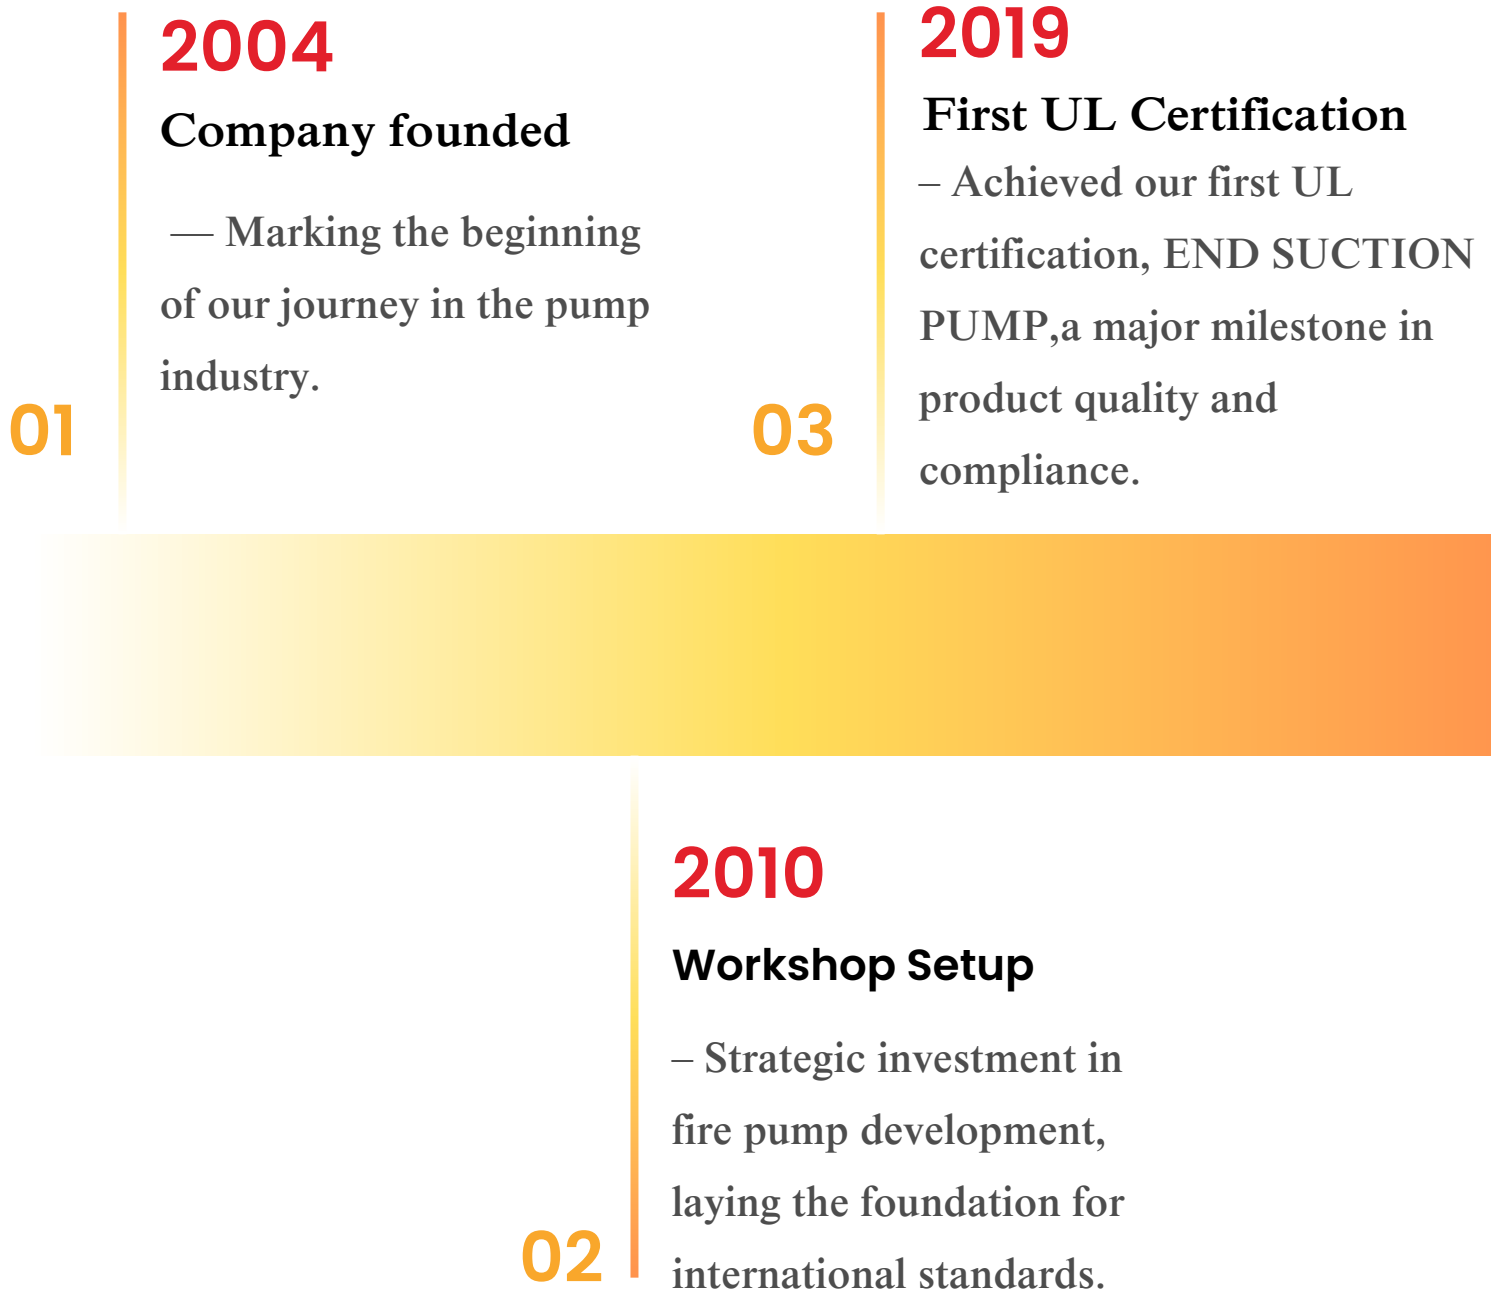 2004
Company founded
— Marking the beginning
of our journey in the pump
industry.
01
2019
First UL Certification
– Achieved our first UL
certification, END SUCTION
PUMP,a major milestone in
product quality and
compliance.
03
2010
Workshop Setup
– Strategic investment in
fire pump development,
laying the foundation for
international standards.
02